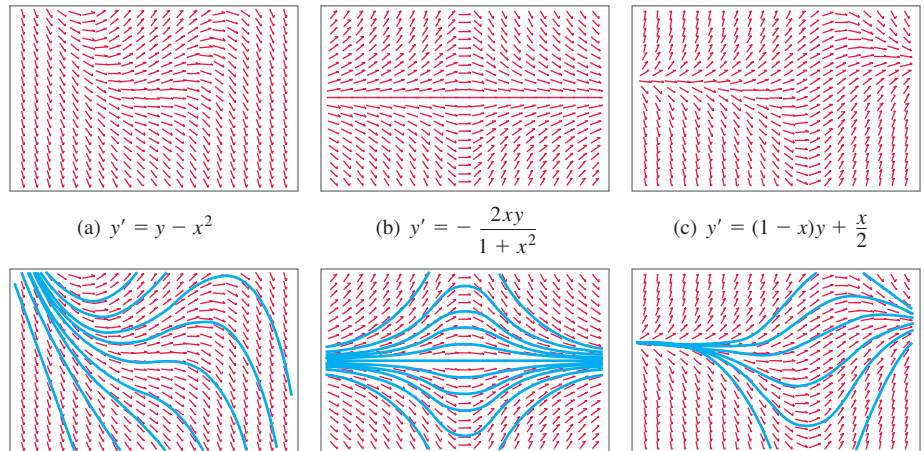 (a) y′ = y − x²
(b) y′ = − 2xy / (1 + x²)
(c) y′ = (1 − x)y + x/2